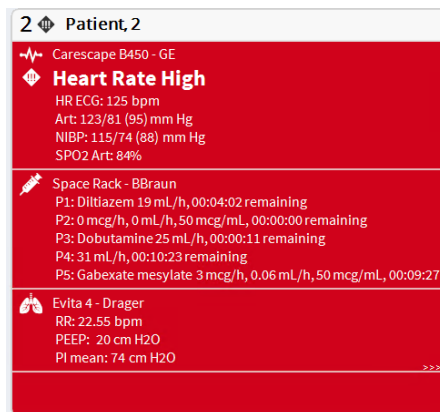 2 Patient, 2
Carescape B450 - GE
Heart Rate High
HR ECG: 125 bpm
Art: 123/81 (95) mm Hg
NIBP: 115/74 (88) mm Hg
SPO2 Art: 84%
Space Rack - BBraun
P1: Diltiazem 19 mL/h, 00:04:02 remaining
P2: 0 mcg/h, 0 mL/h, 50 mcg/mL, 00:00:00 remaining
P3: Dobutamine 25 mL/h, 00:00:11 remaining
P4: 31 mL/h, 00:10:23 remaining
P5: Gabexate mesylate 3 mcg/h, 0.06 mL/h, 50 mcg/mL, 00:09:27
Evita 4 - Drager
RR: 22.55 bpm
PEEP: 20 cm H2O
PI mean: 74 cm H2O
>>>